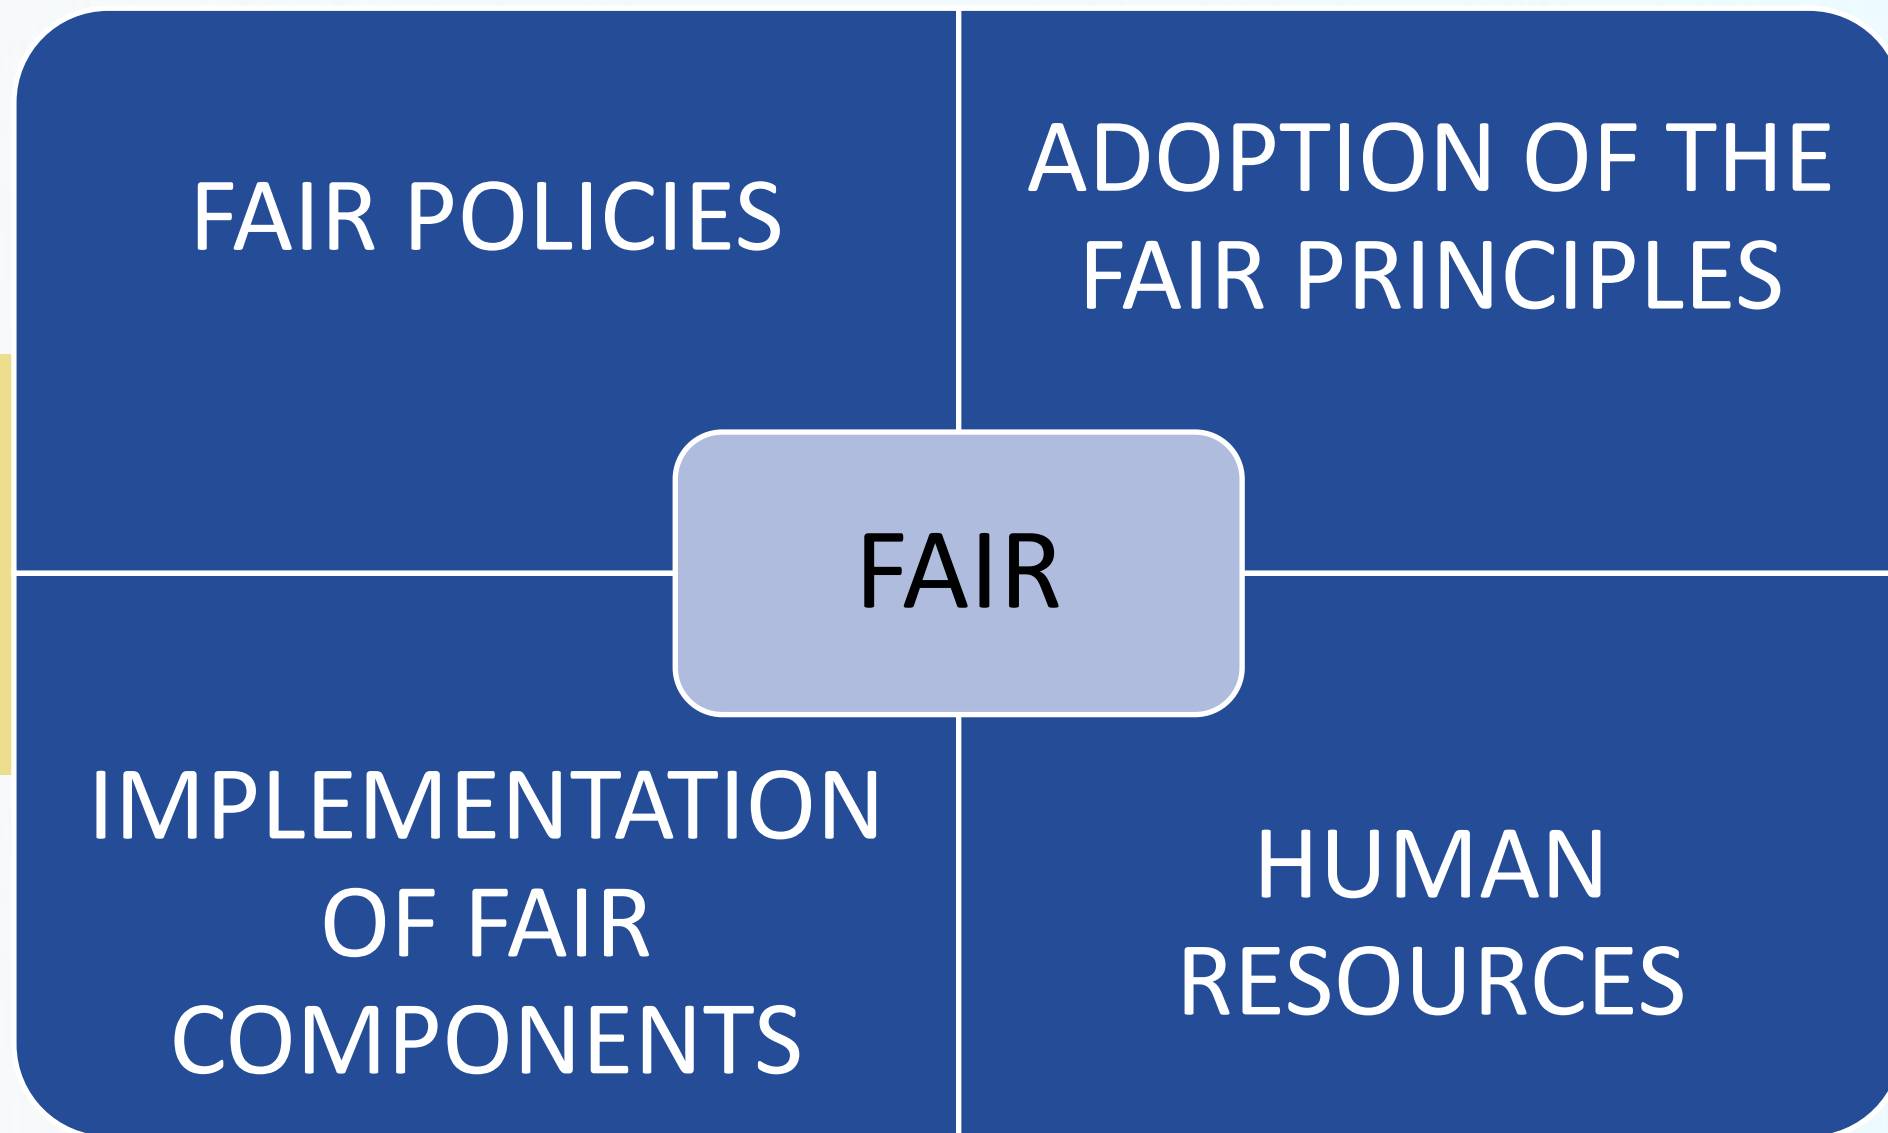 FAIR POLICIES
ADOPTION OF THE
FAIR PRINCIPLES
FAIR
IMPLEMENTATION
OF FAIR
COMPONENTS
HUMAN
RESOURCES